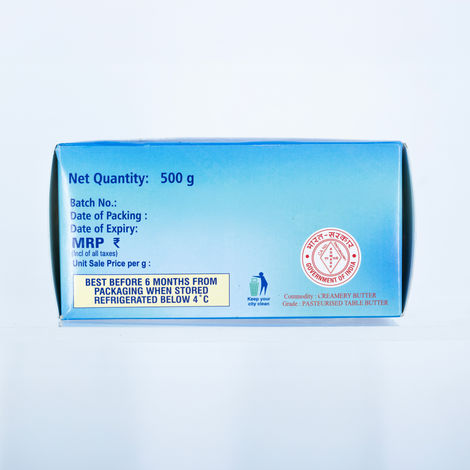 Net Quantity: 500 g
Batch No.:
Date of Packing :
Date of Expiry:
MRP ₹
(Incl of all taxes)
Unit Sale Price per g :
BEST BEFORE 6 MONTHS FROM
PACKAGING WHEN STORED
REFRIGERATED BELOW 4˚C
Keep your
city clean
भारत-सरकार
GOVERNMENT OF INDIA
Commodity : CREAMERY BUTTER
Grade : PASTEURISED TABLE BUTTER